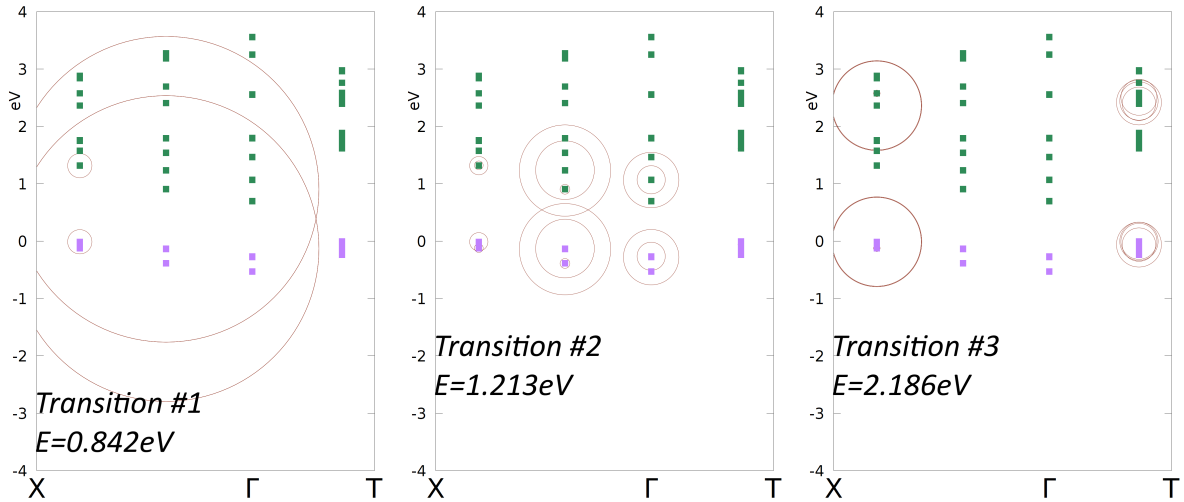 4
3
2
1
0
-1
-2
-3
-4
eV
X
Γ
T
Transition #1
E=0.842eV
4
3
2
1
0
-1
-2
-3
-4
eV
X
Γ
T
Transition #2
E=1.213eV
4
3
2
1
0
-1
-2
-3
-4
eV
X
Γ
T
Transition #3
E=2.186eV